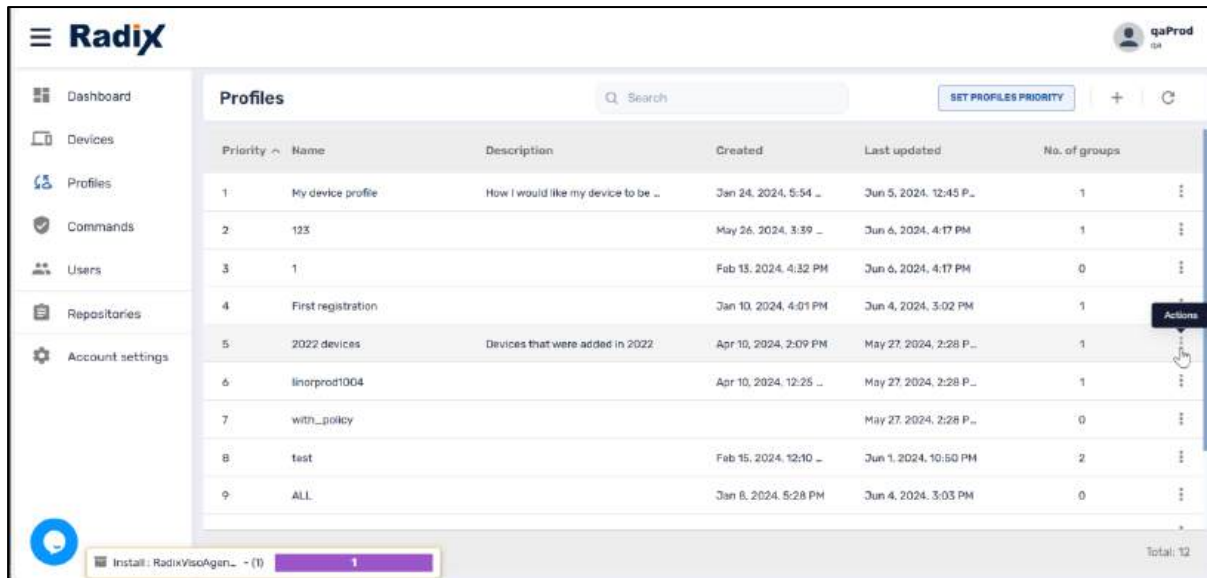 Radix
qaProd
QA
Dashboard
Devices
Profiles
Commands
Users
Repositories
Account settings
Profiles
Search
SET PROFILES PRIORITY
Priority Name Description Created Last updated No. of groups
1 My device profile How I would like my device to be ... Jan 24, 2024, 5:54 ... Jun 5, 2024, 12:45 P... 1
2 123 May 26, 2024, 3:39 ... Jun 6, 2024, 4:17 PM 1
3 1 Feb 13, 2024, 4:32 PM Jun 6, 2024, 4:17 PM 0
4 First registration Jan 10, 2024, 4:01 PM Jun 4, 2024, 3:02 PM 1
Actions
5 2022 devices Devices that were added in 2022 Apr 10, 2024, 2:09 PM May 27, 2024, 2:28 P... 1
6 linorprod1004 Apr 10, 2024, 12:25 ... May 27, 2024, 2:28 P... 1
7 with_policy May 27, 2024, 2:28 P... 0
8 test Feb 15, 2024, 12:10 ... Jun 1, 2024, 10:50 PM 2
9 ALL Jan 8, 2024, 5:28 PM Jun 4, 2024, 3:03 PM 0
Total: 12
Install : RadixVisoAgen... - (1) 1